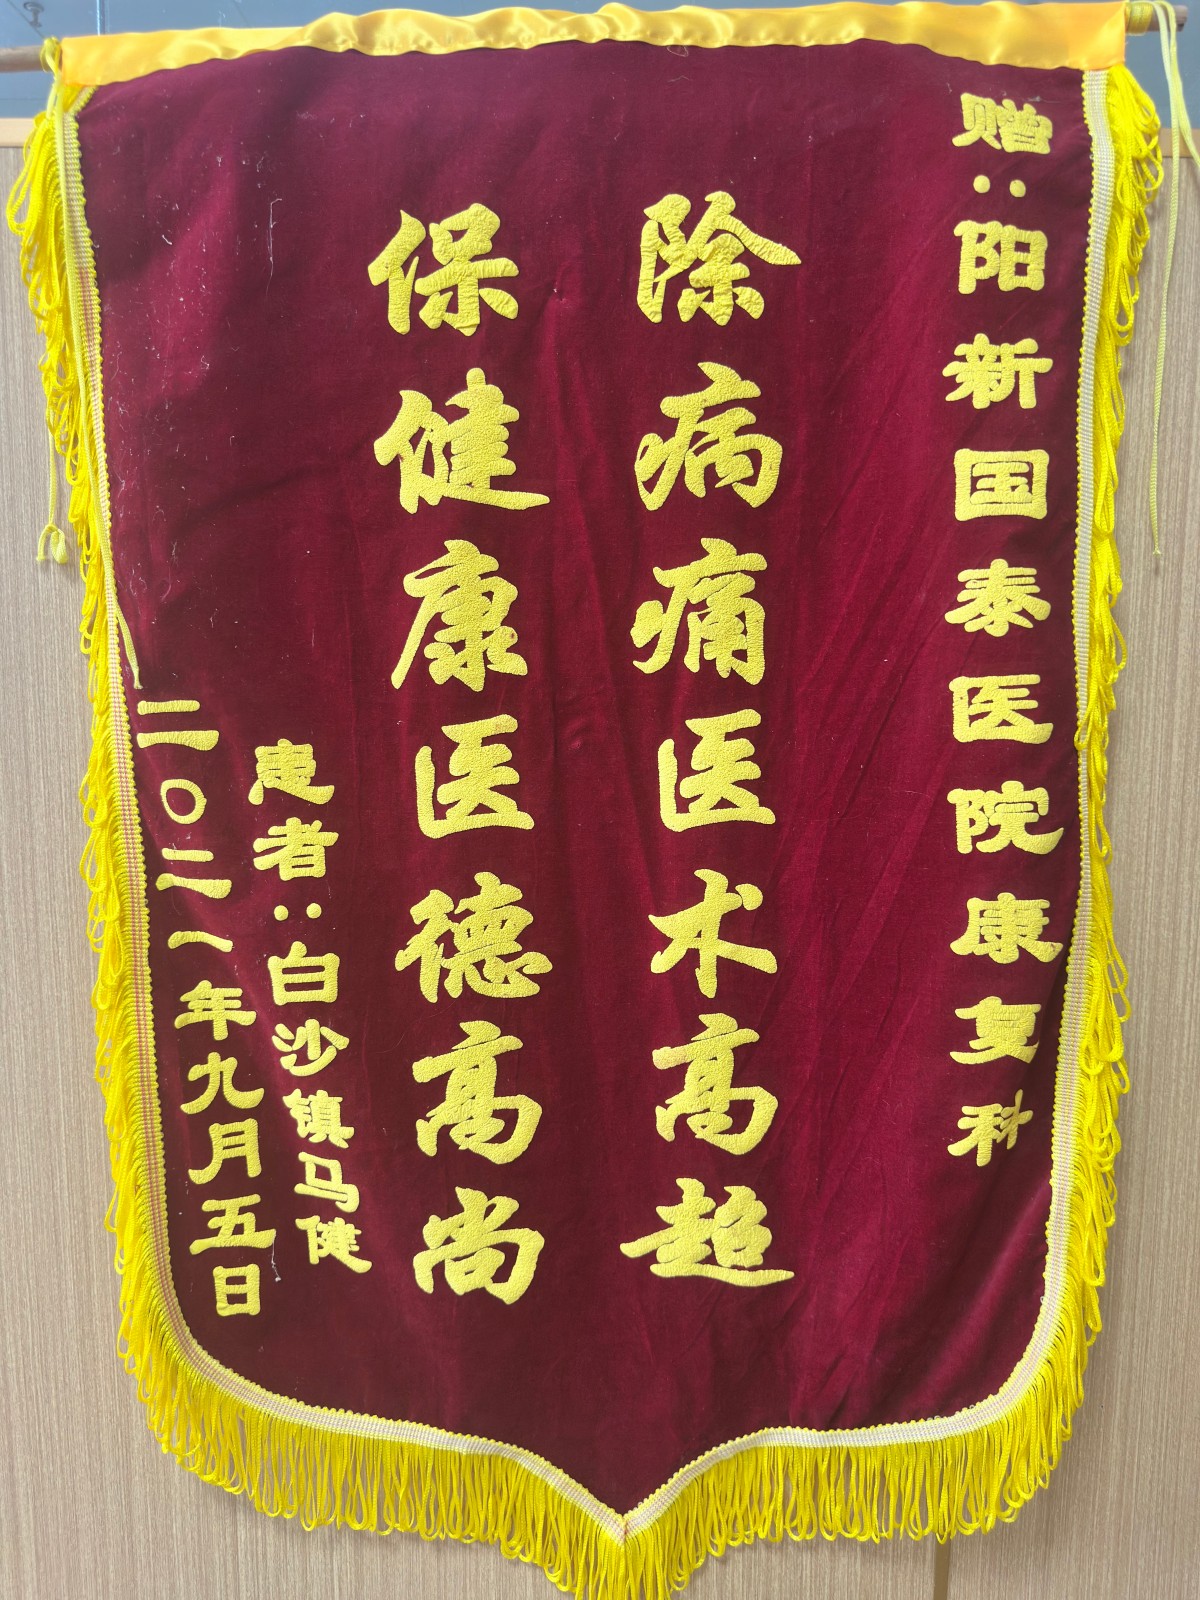 赠:阳新国泰医院康复科
除病痛医术高超
保健康医德高尚
患者:白沙镇马健
二〇二一年九月五日